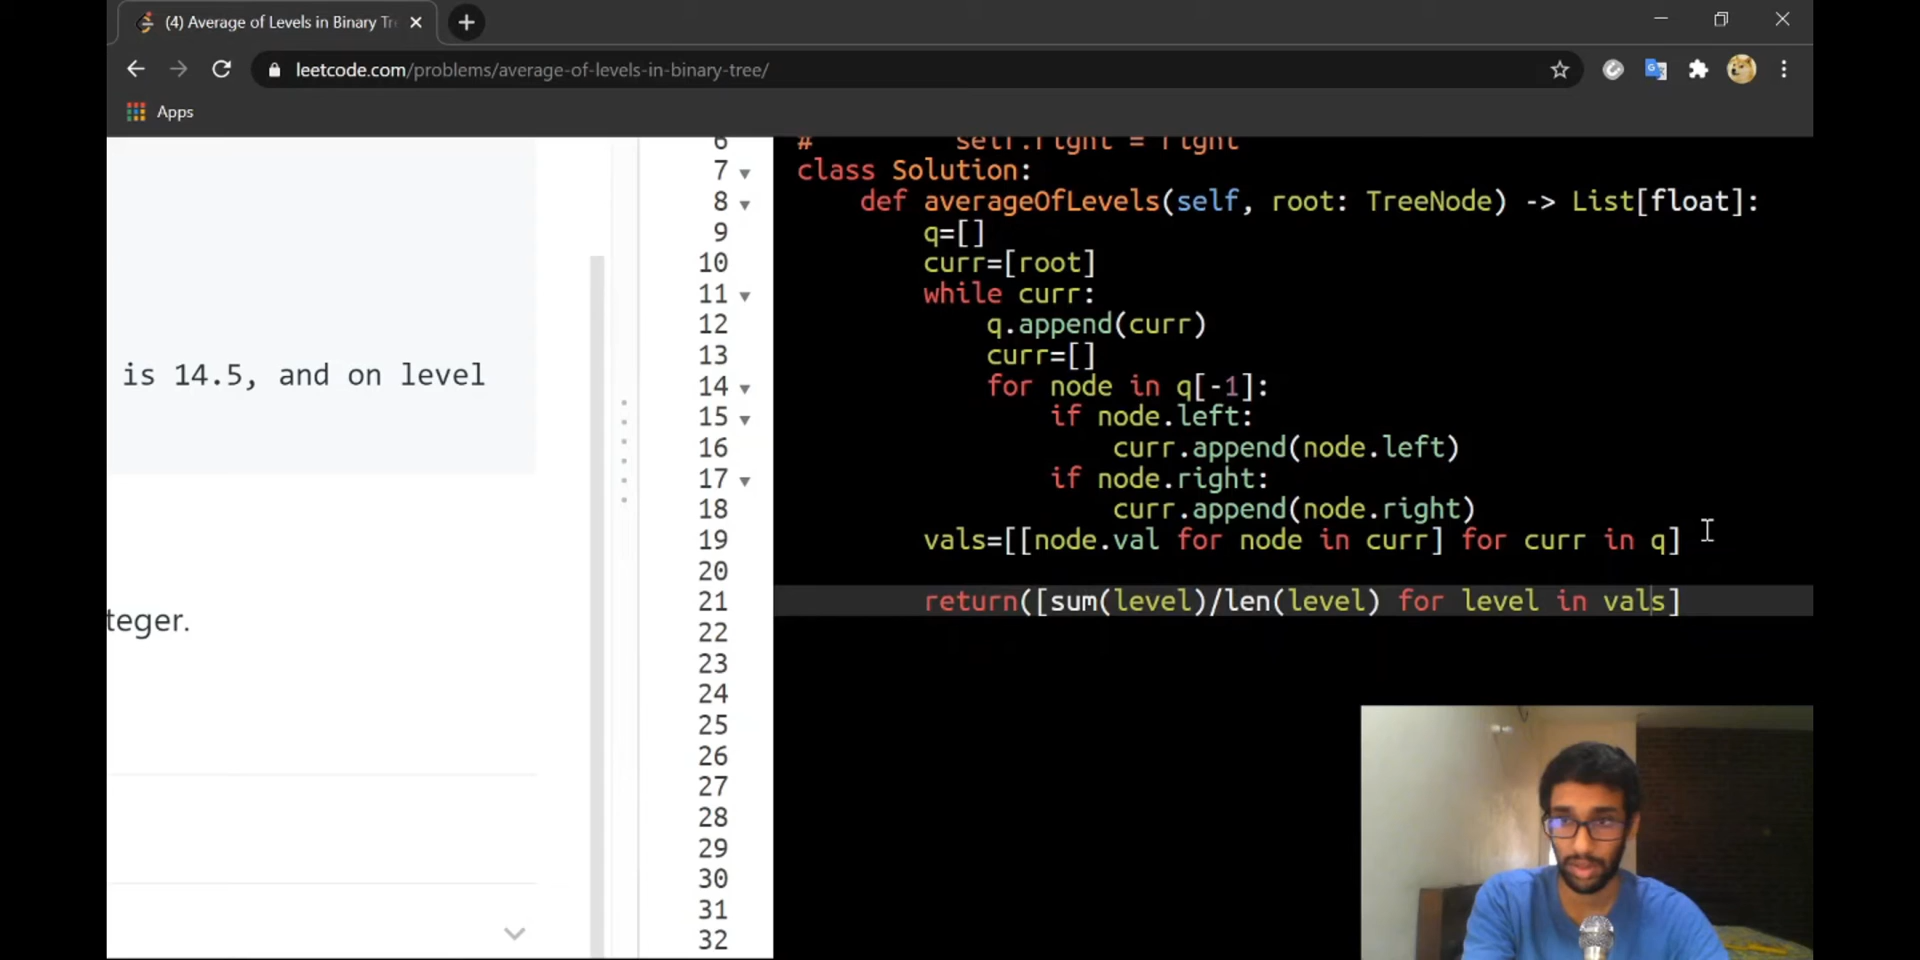 (4) Average of Levels in Binary Tr
leetcode.com/problems/average-of-levels-in-binary-tree/
Apps
is 14.5, and on level
teger.
6 # self.right = right
7 class Solution:
8 def averageOfLevels(self, root: TreeNode) -> List[float]:
9 q=[]
10 curr=[root]
11 while curr:
12 q.append(curr)
13 curr=[]
14 for node in q[-1]:
15 if node.left:
16 curr.append(node.left)
17 if node.right:
18 curr.append(node.right)
19 vals=[[node.val for node in curr] for curr in q]
20
21 return([sum(level)/len(level) for level in vals]
22
23
24
25
26
27
28
29
30
31
32